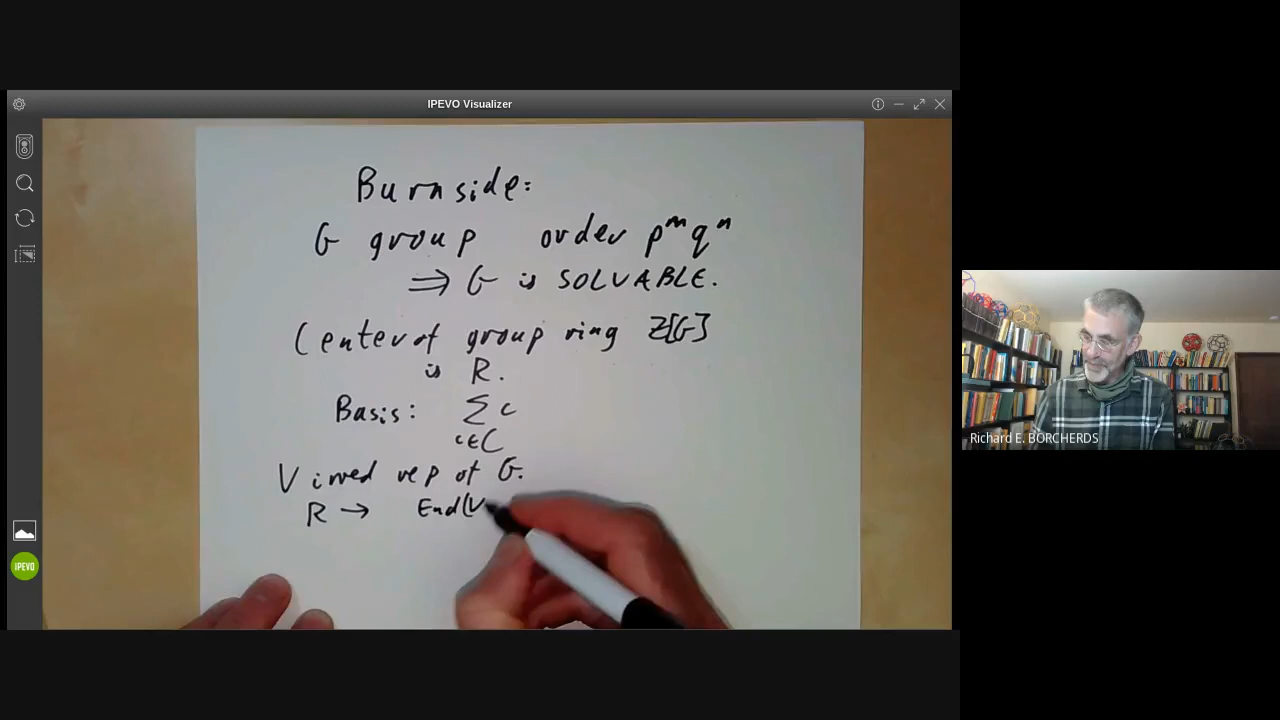 IPEVO Visualizer
Burnside:
G group order p^m q^n
⇒ G is SOLVABLE.
Center of group ring Z[G]
is R.
Basis: ∑ c
c∈C
V irred rep of G.
R → End(V
Richard E. BORCHERDS
IPEVO